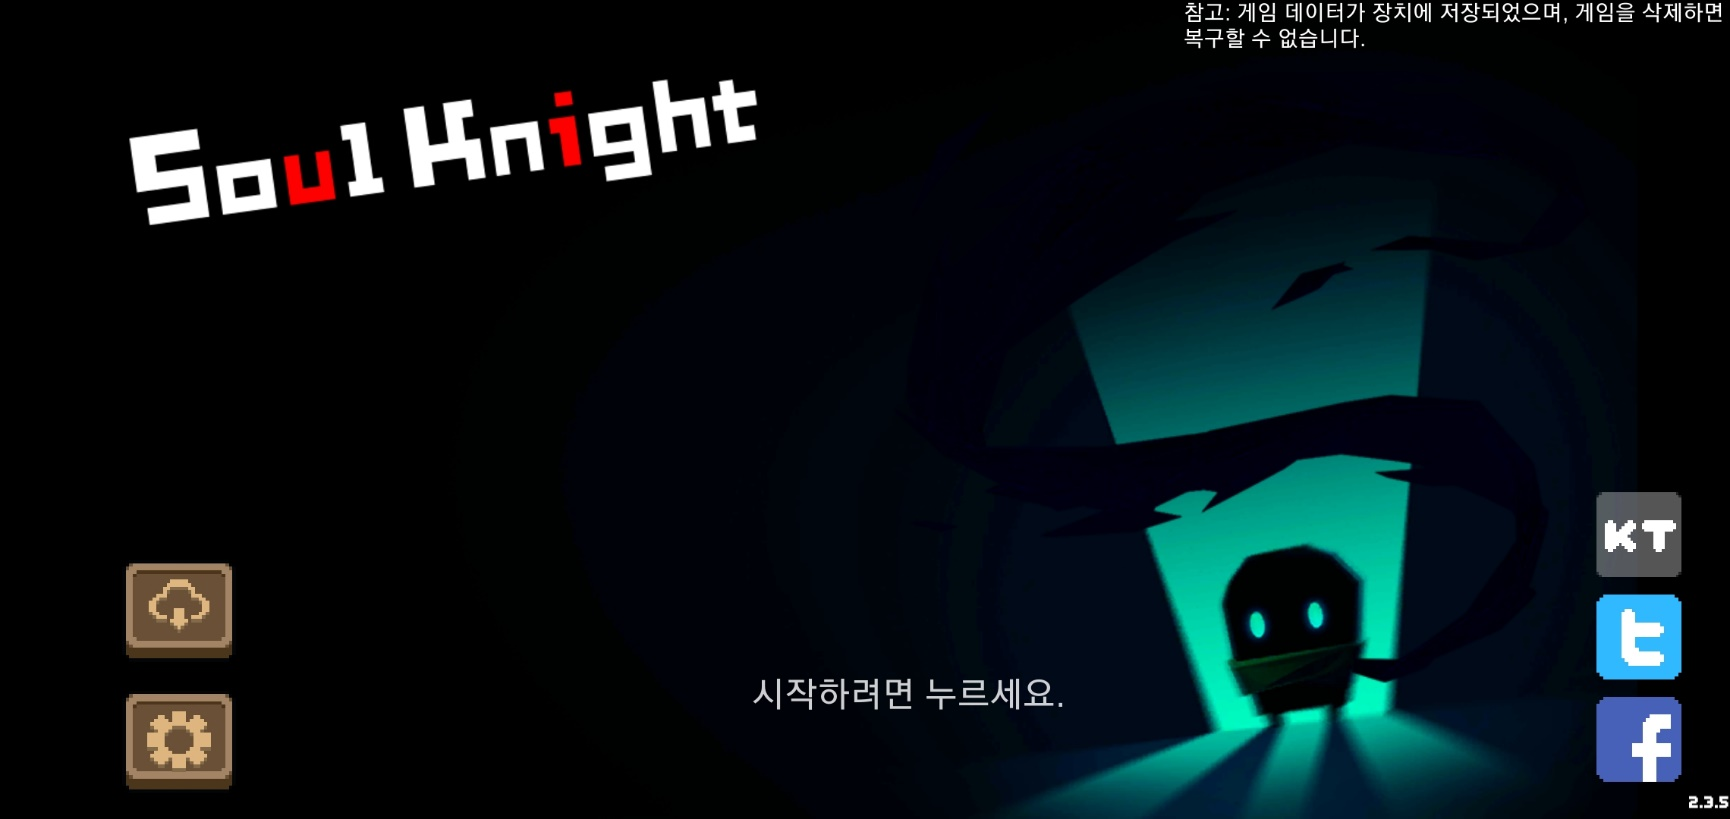 참고: 게임 데이터가 장치에 저장되었으며, 게임을 삭제하면
복구할 수 없습니다.
Soul Knight
KT
t
시작하려면 누르세요.
f
2.3.5